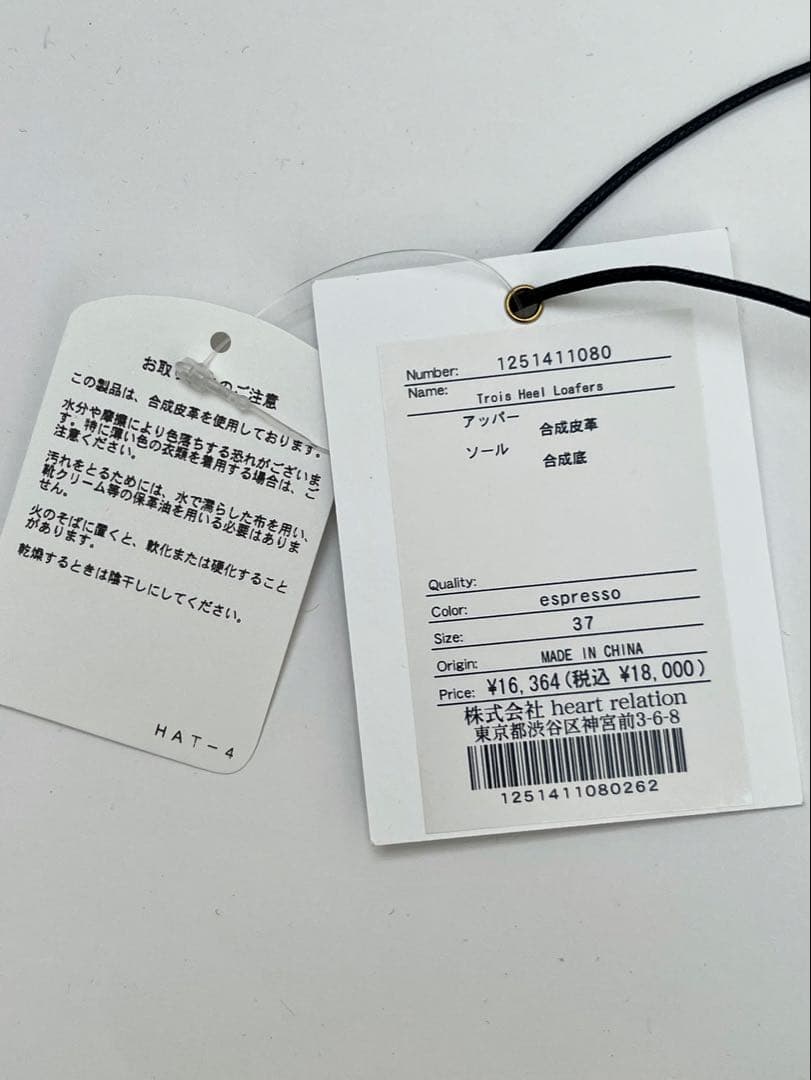 お取 のご注意
この製品は、合成皮革を使用しております。
水分や摩擦により色落ちする恐れがございま
す。特に薄い色の衣類を着用する場合は、ご
注意ください。
汚れをとるためには、水で濡らした布を用い、
靴クリーム等の保革油を用いる必要はありま
せん。
火のそばに置くと、軟化または硬化すること
があります。
乾燥するときは陰干しにしてください。
HAT-4
Number: 1251411080
Name: Trois Heel Loafers
アッパー 合成皮革
ソール 合成底
Quality:
Color: espresso
Size: 37
Origin: MADE IN CHINA
Price: ¥16,364(税込 ¥18,000)
株式会社 heart relation
東京都渋谷区神宮前3-6-8
1251411080262